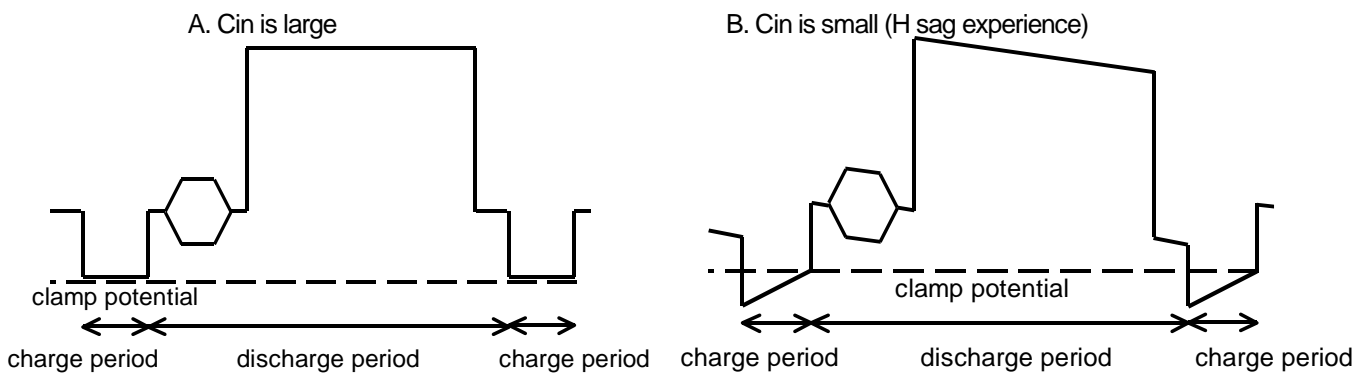 A. Cin is large
clamp potential
charge period
discharge period
charge period
B. Cin is small (H sag experience)
clamp potential
charge period
discharge period
charge period